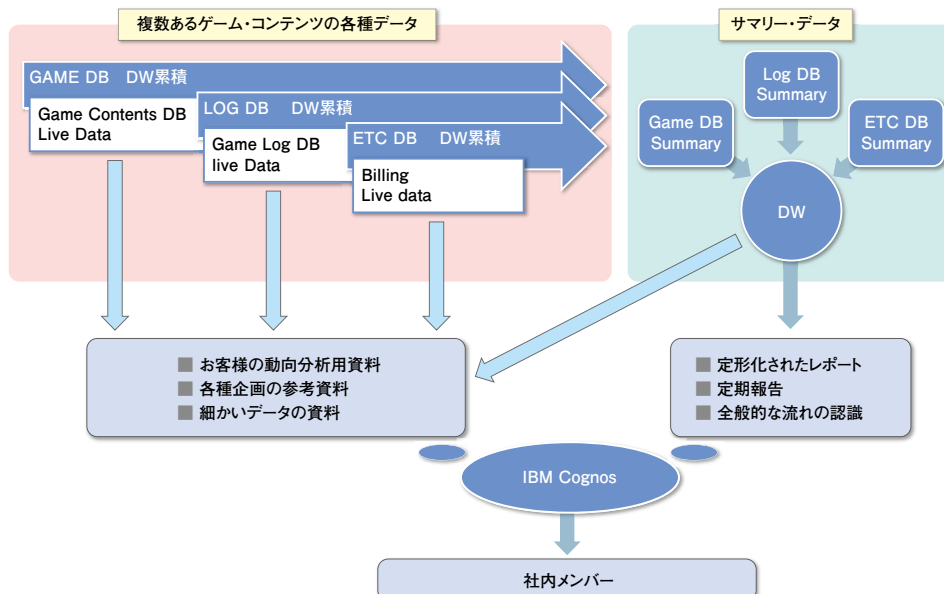 複数あるゲーム・コンテンツの各種データ
GAME DB DW累積
Game Contents DB
Live Data
LOG DB DW累積
Game Log DB
live Data
ETC DB DW累積
Billing
Live data
サマリー・データ
Log DB
Summary
Game DB
Summary
ETC DB
Summary
DW
■ お客様の動向分析用資料
■ 各種企画の参考資料
■ 細かいデータの資料
■ 定形化されたレポート
■ 定期報告
■ 全般的な流れの認識
IBM Cognos
社内メンバー